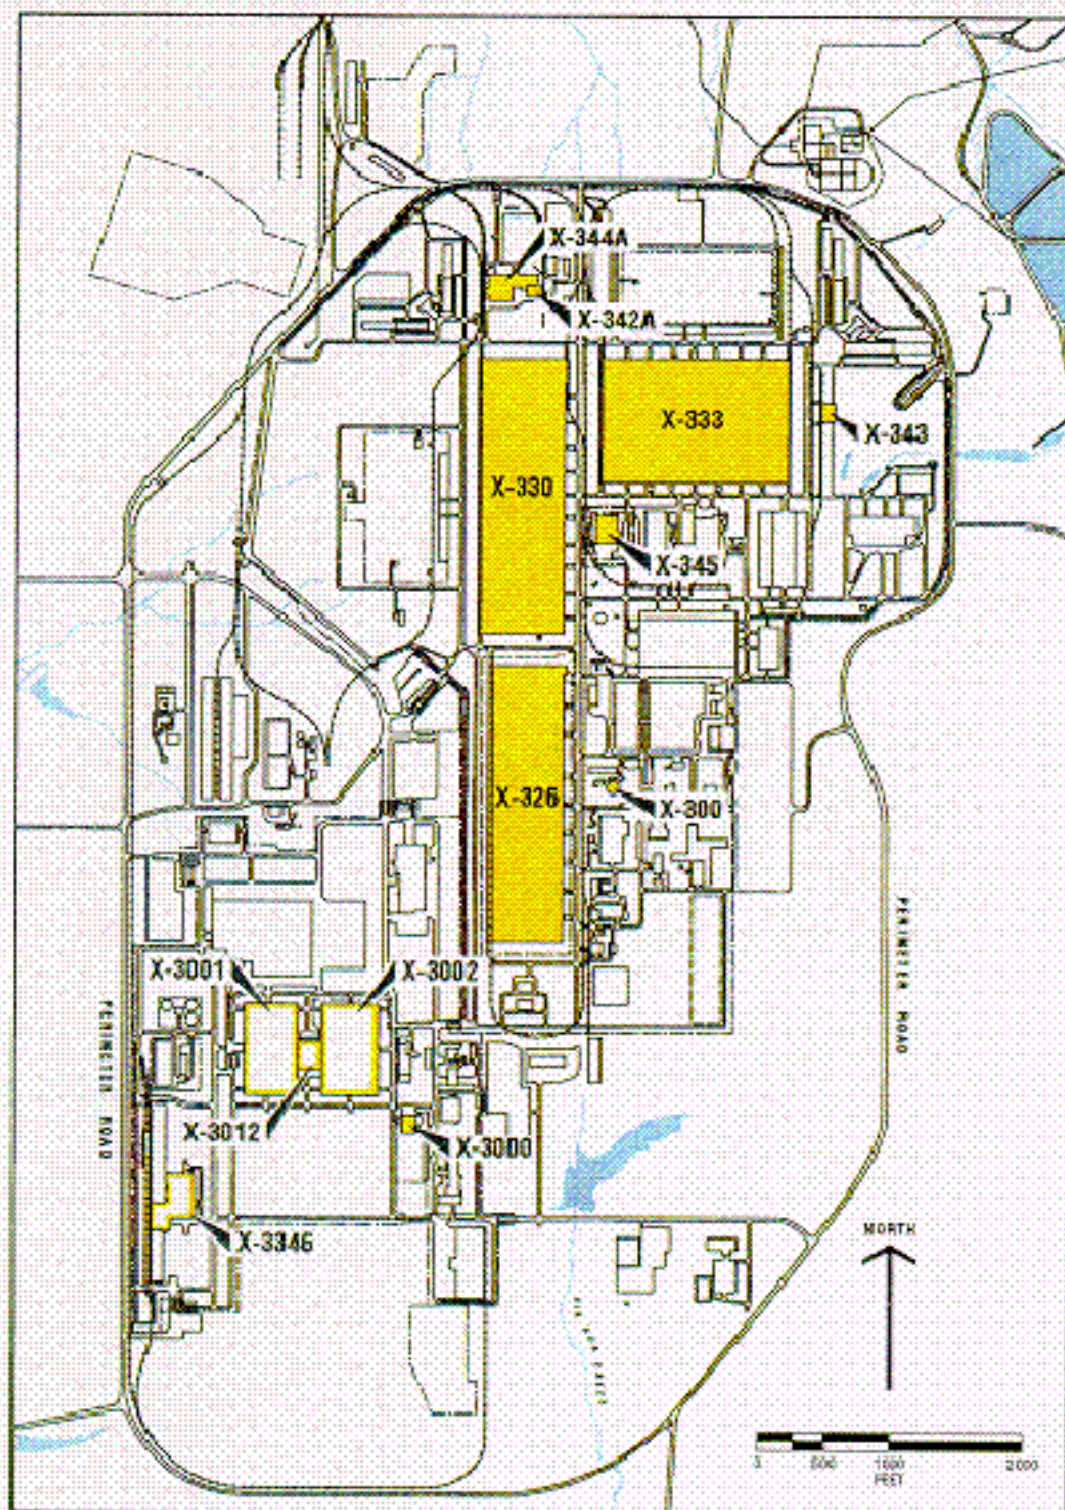 X-344A
X-342A
X-333
X-343
X-330
X-345
X-326
X-300
PERIMETER ROAD
X-3001
X-3002
PERIMETER ROAD
X-3012
X-3000
X-3346
NORTH
500 1000 2000
FEET